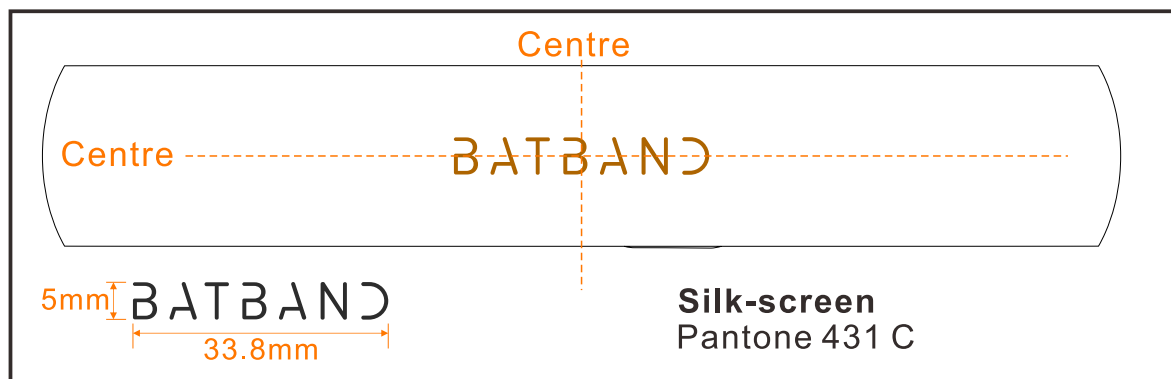 Centre
Centre
BATBAND
5mm
BATBAND
33.8mm
Silk-screen
Pantone 431 C